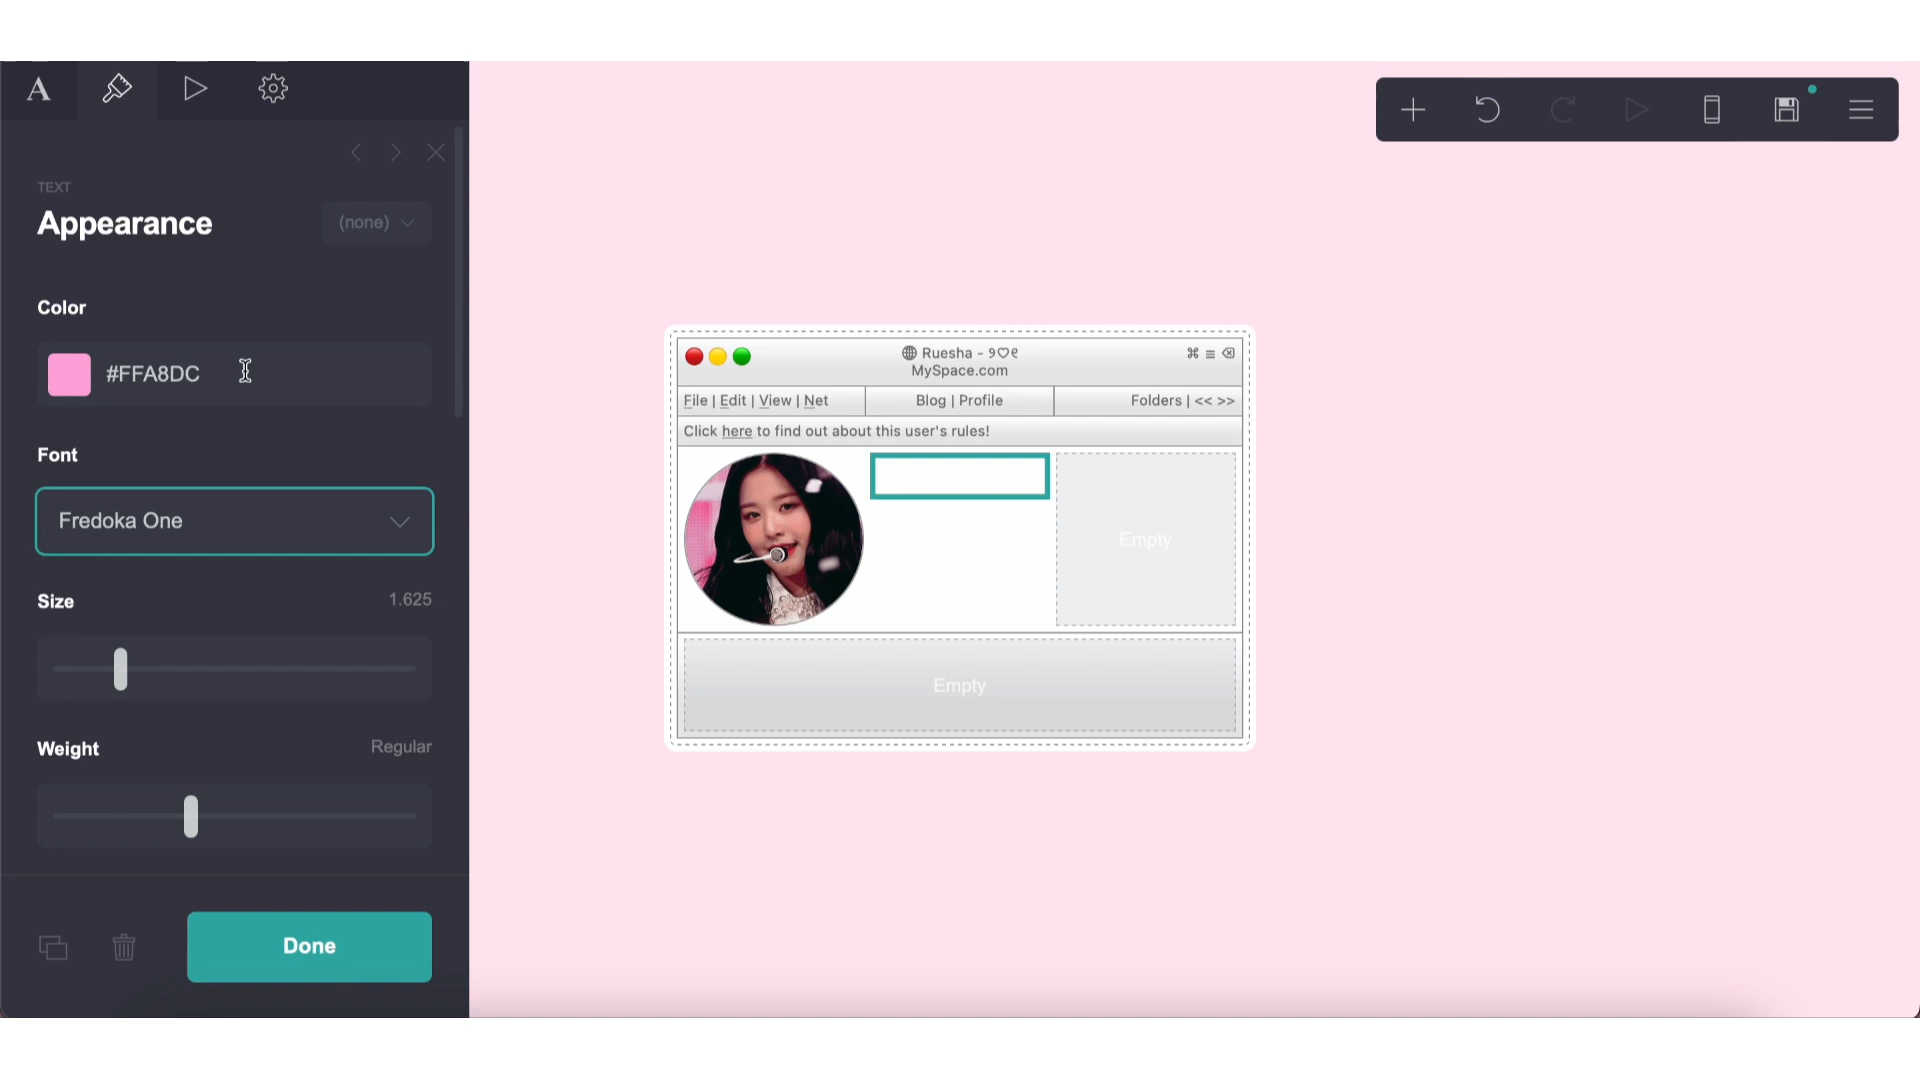 A
TEXT
Appearance
(none)
Color
#FFA8DC
Font
Fredoka One
Size
1.625
Weight
Regular
Done
Ruesha - ୨♡୧
MySpace.com
File | Edit | View | Net
Blog | Profile
Folders | << >>
Click here to find out about this user's rules!
Empty
Empty